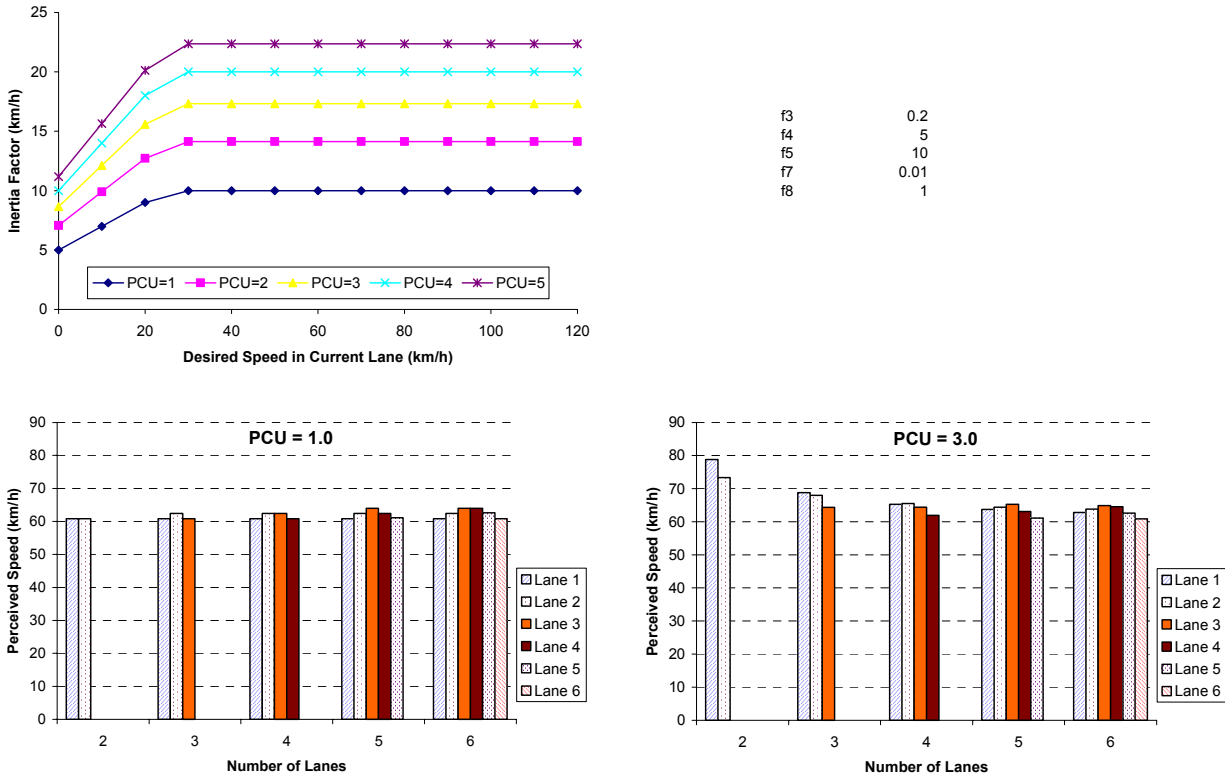 25
20
15
10
5
0
Inertia Factor (km/h)
PCU=1 PCU=2 PCU=3 PCU=4 PCU=5
0 20 40 60 80 100 120
Desired Speed in Current Lane (km/h)
f3 0.2
f4 5
f5 10
f7 0.01
f8 1
PCU = 1.0
90
80
70
60
50
40
30
20
10
0
Perceived Speed (km/h)
2 3 4 5 6
Number of Lanes
Lane 1
Lane 2
Lane 3
Lane 4
Lane 5
Lane 6
PCU = 3.0
90
80
70
60
50
40
30
20
10
0
Perceived Speed (km/h)
2 3 4 5 6
Number of Lanes
Lane 1
Lane 2
Lane 3
Lane 4
Lane 5
Lane 6